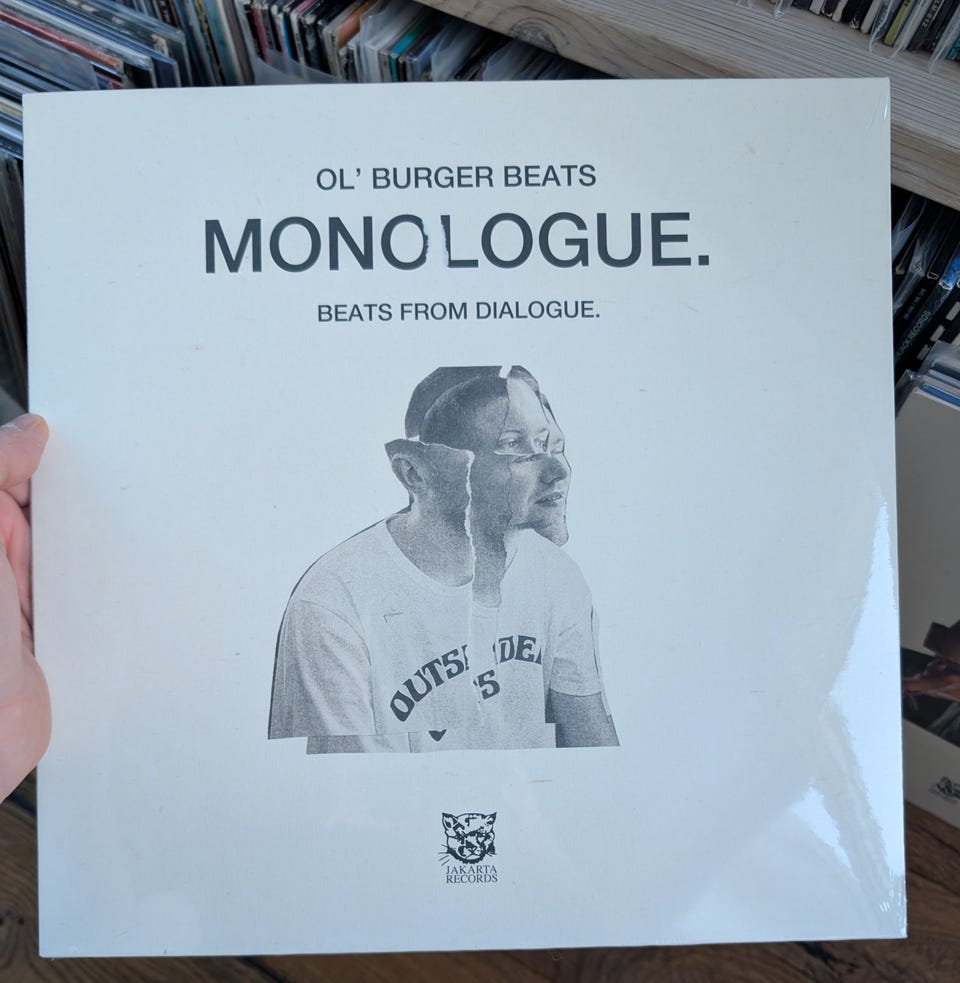 OL' BURGER BEATS
MONOLOGUE.
BEATS FROM DIALOGUE.
JAKARTA
RECORDS